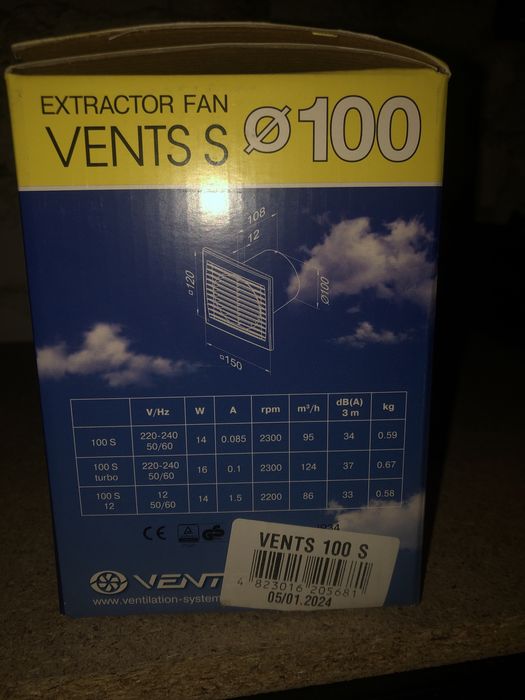 EXTRACTOR FAN
VENTS S Ø100
108
12
□120
Ø100
□150
V/Hz W A rpm m³/h dB(A) 3 m kg
100 S 220-240 50/60 14 0.085 2300 95 34 0.59
100 S turbo 220-240 50/60 16 0.1 2300 124 37 0.67
100 S 12 12 50/60 14 1.5 2200 86 33 0.58
CE GS
VENTS 100 S
4 823016 205681
05/01.2024
VENT
www.ventilation-system